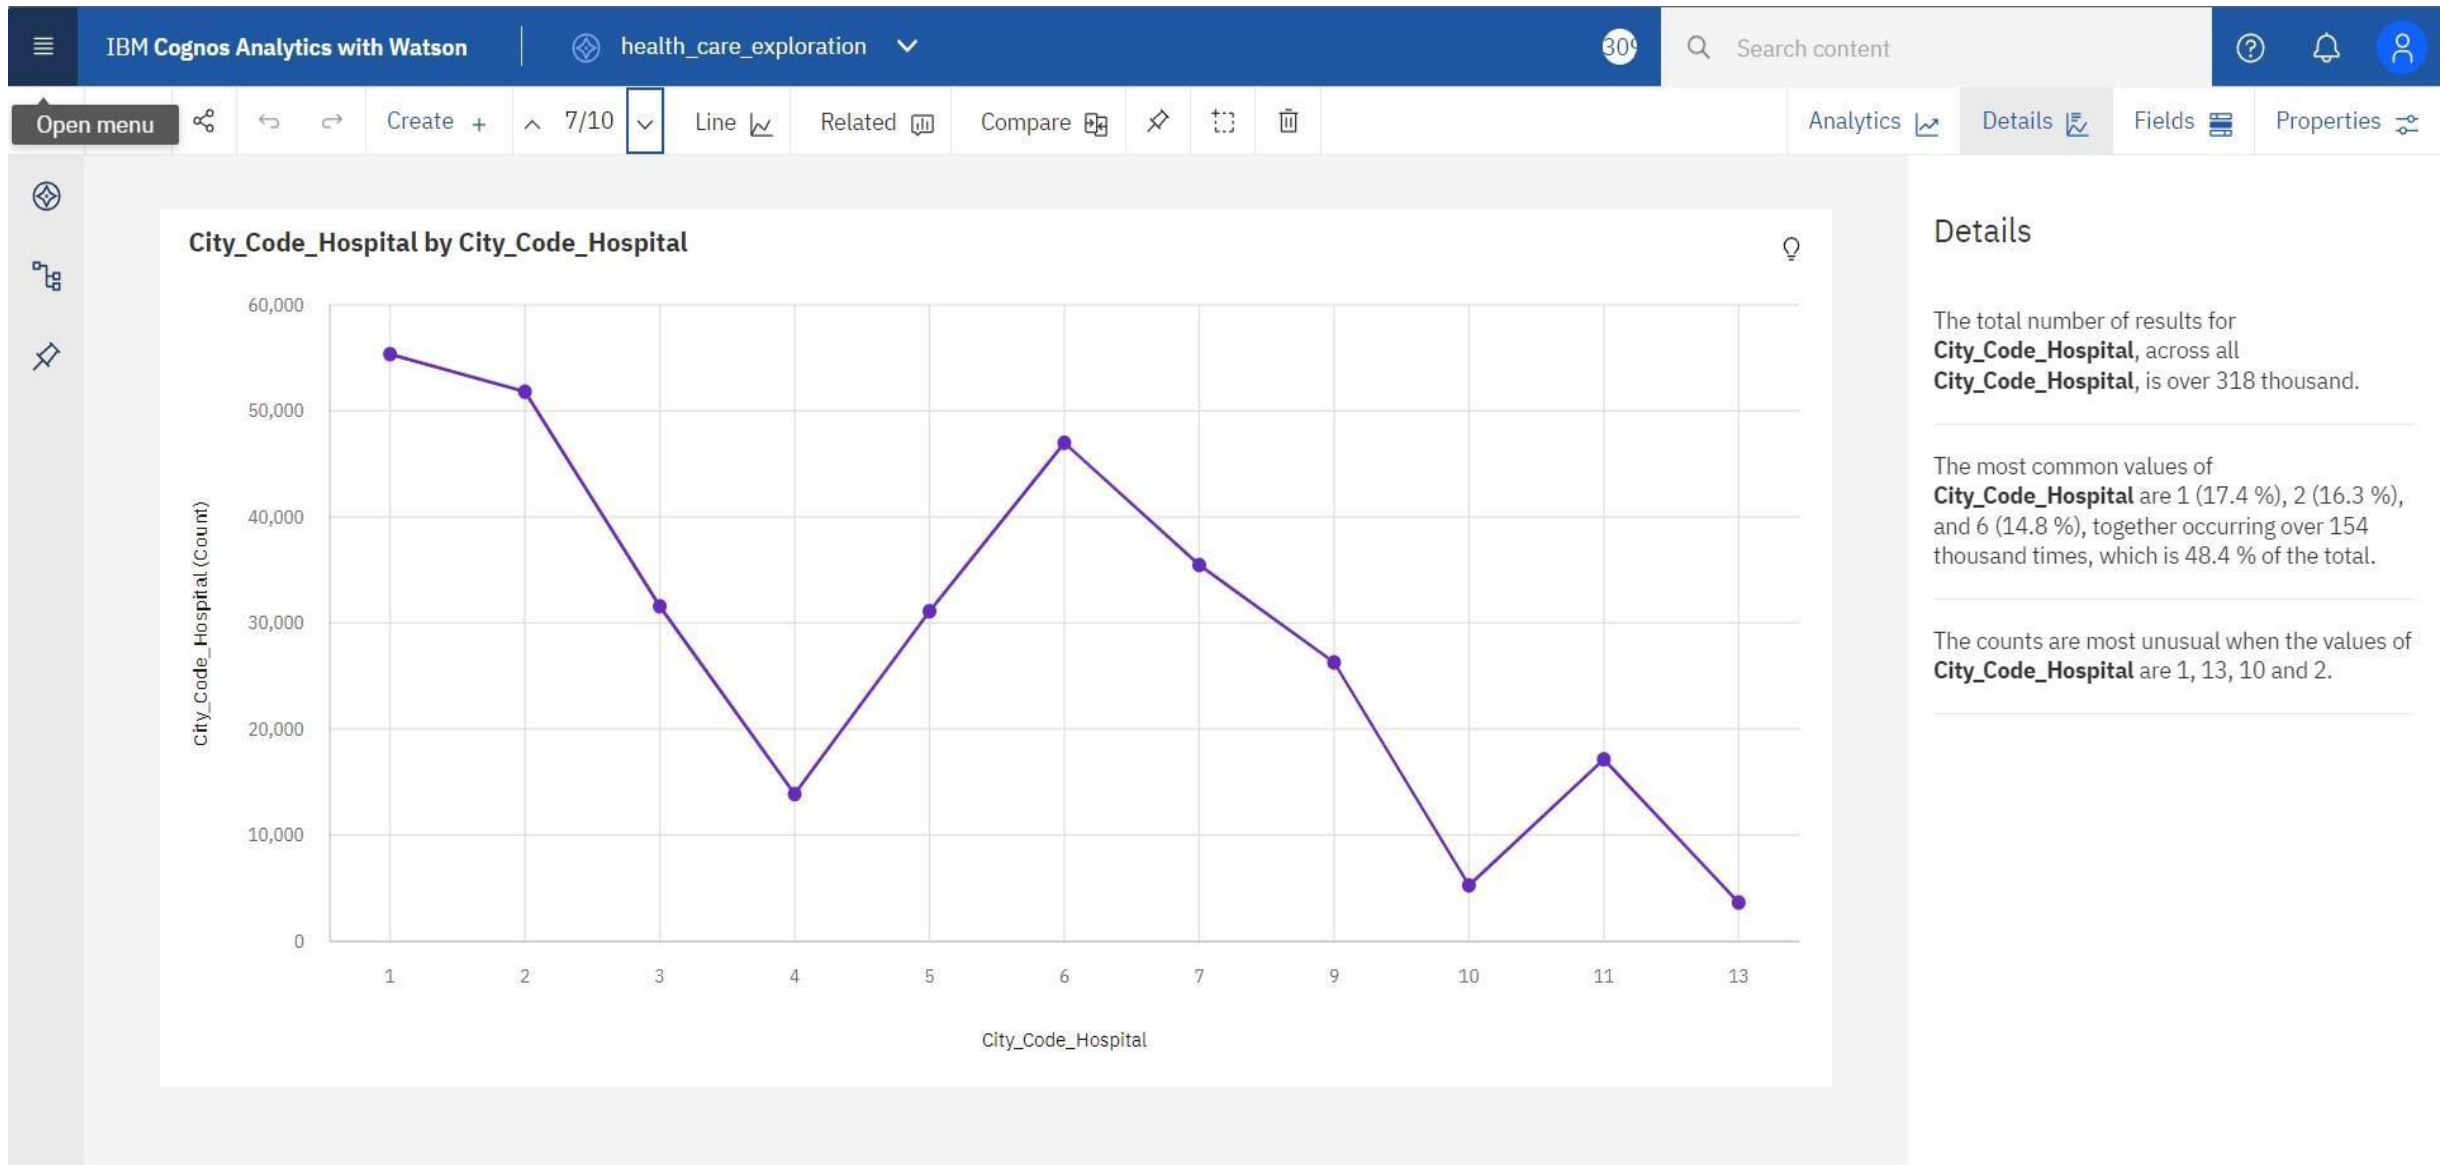 IBM Cognos Analytics with Watson
health_care_exploration
30
Search content
Open menu
Create +
7/10
Line
Related
Compare
Analytics
Details
Fields
Properties
City_Code_Hospital by City_Code_Hospital
60,000
50,000
40,000
30,000
20,000
10,000
0
City_Code_Hospital (Count)
1 2 3 4 5 6 7 9 10 11 13
City_Code_Hospital
Details
The total number of results for
City_Code_Hospital, across all
City_Code_Hospital, is over 318 thousand.
The most common values of
City_Code_Hospital are 1 (17.4 %), 2 (16.3 %),
and 6 (14.8 %), together occurring over 154
thousand times, which is 48.4 % of the total.
The counts are most unusual when the values of
City_Code_Hospital are 1, 13, 10 and 2.